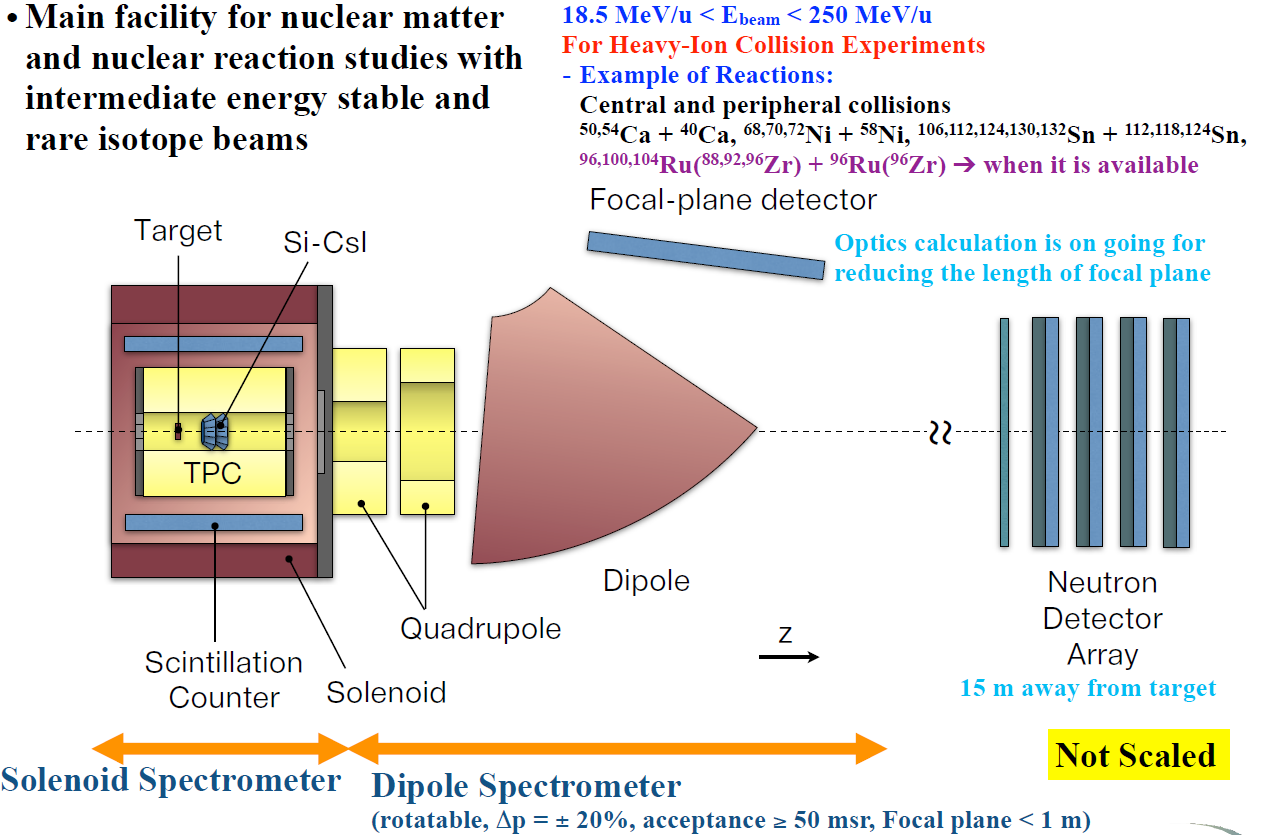 • Main facility for nuclear matter
and nuclear reaction studies with
intermediate energy stable and
rare isotope beams
18.5 MeV/u < E_beam < 250 MeV/u
For Heavy-Ion Collision Experiments
- Example of Reactions:
Central and peripheral collisions
⁵⁰,⁵⁴Ca + ⁴⁰Ca, ⁶⁸,⁷⁰,⁷²Ni + ⁵⁸Ni, ¹⁰⁶,¹¹²,¹²⁴,¹³⁰,¹³²Sn + ¹¹²,¹¹⁸,¹²⁴Sn,
⁹⁶,¹⁰⁰,¹⁰⁴Ru(⁸⁸,⁹²,⁹⁶Zr) + ⁹⁶Ru(⁹⁶Zr) ➔ when it is available
Focal-plane detector
Optics calculation is on going for
reducing the length of focal plane
Target
Si-CsI
TPC
Dipole
Quadrupole
z
Scintillation
Counter
Solenoid
Neutron
Detector
Array
15 m away from target
Not Scaled
Solenoid Spectrometer
Dipole Spectrometer
(rotatable, Δp = ± 20%, acceptance ≥ 50 msr, Focal plane < 1 m)